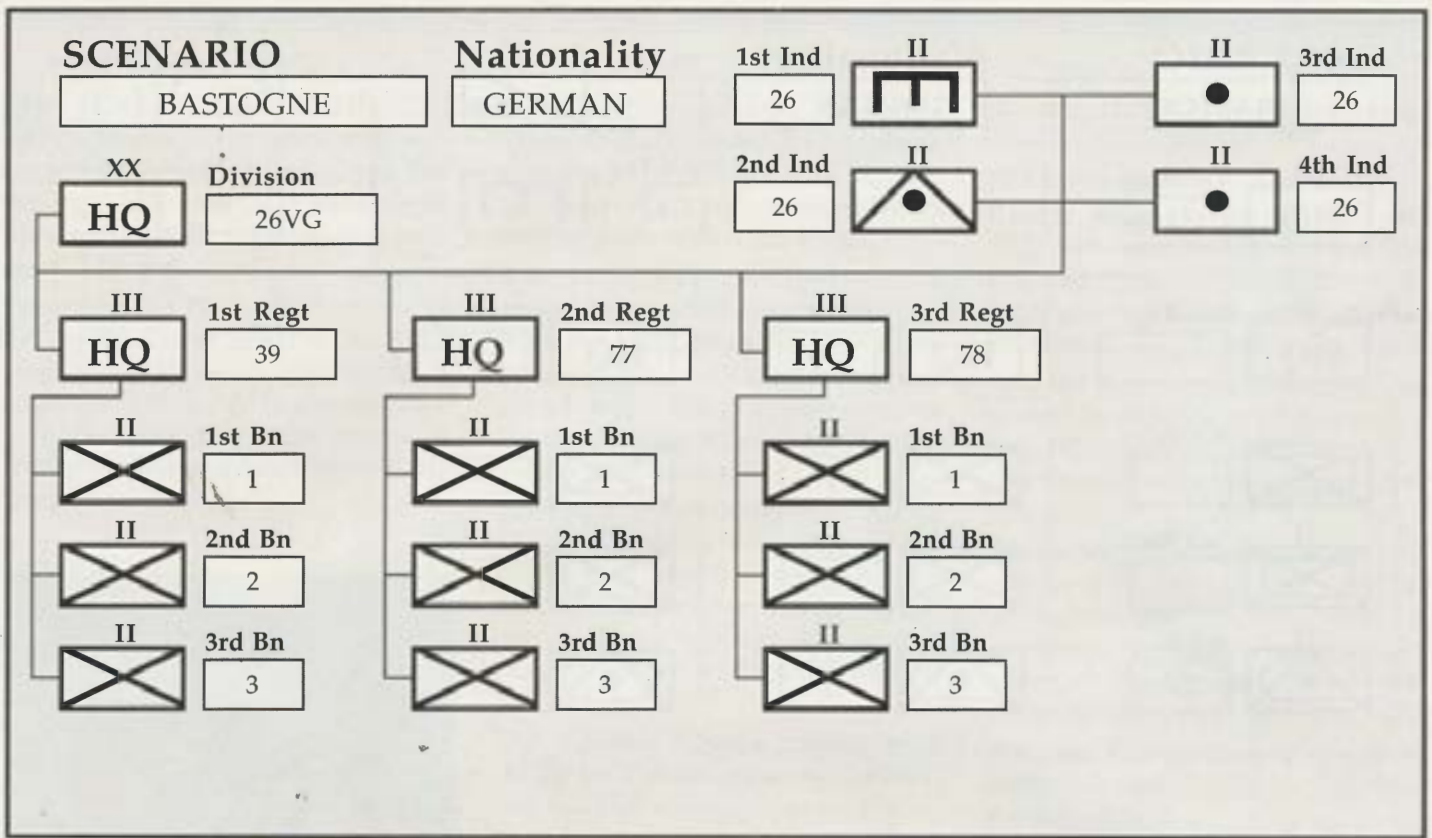 SCENARIO
BASTOGNE
Nationality
GERMAN
1st Ind
26
II
II
3rd Ind
26
2nd Ind
26
II
II
4th Ind
26
XX
HQ
Division
26VG
III
HQ
1st Regt
39
III
HQ
2nd Regt
77
III
HQ
3rd Regt
78
II
1st Bn
1
II
1st Bn
1
II
1st Bn
1
II
2nd Bn
2
II
2nd Bn
2
II
2nd Bn
2
II
3rd Bn
3
II
3rd Bn
3
II
3rd Bn
3